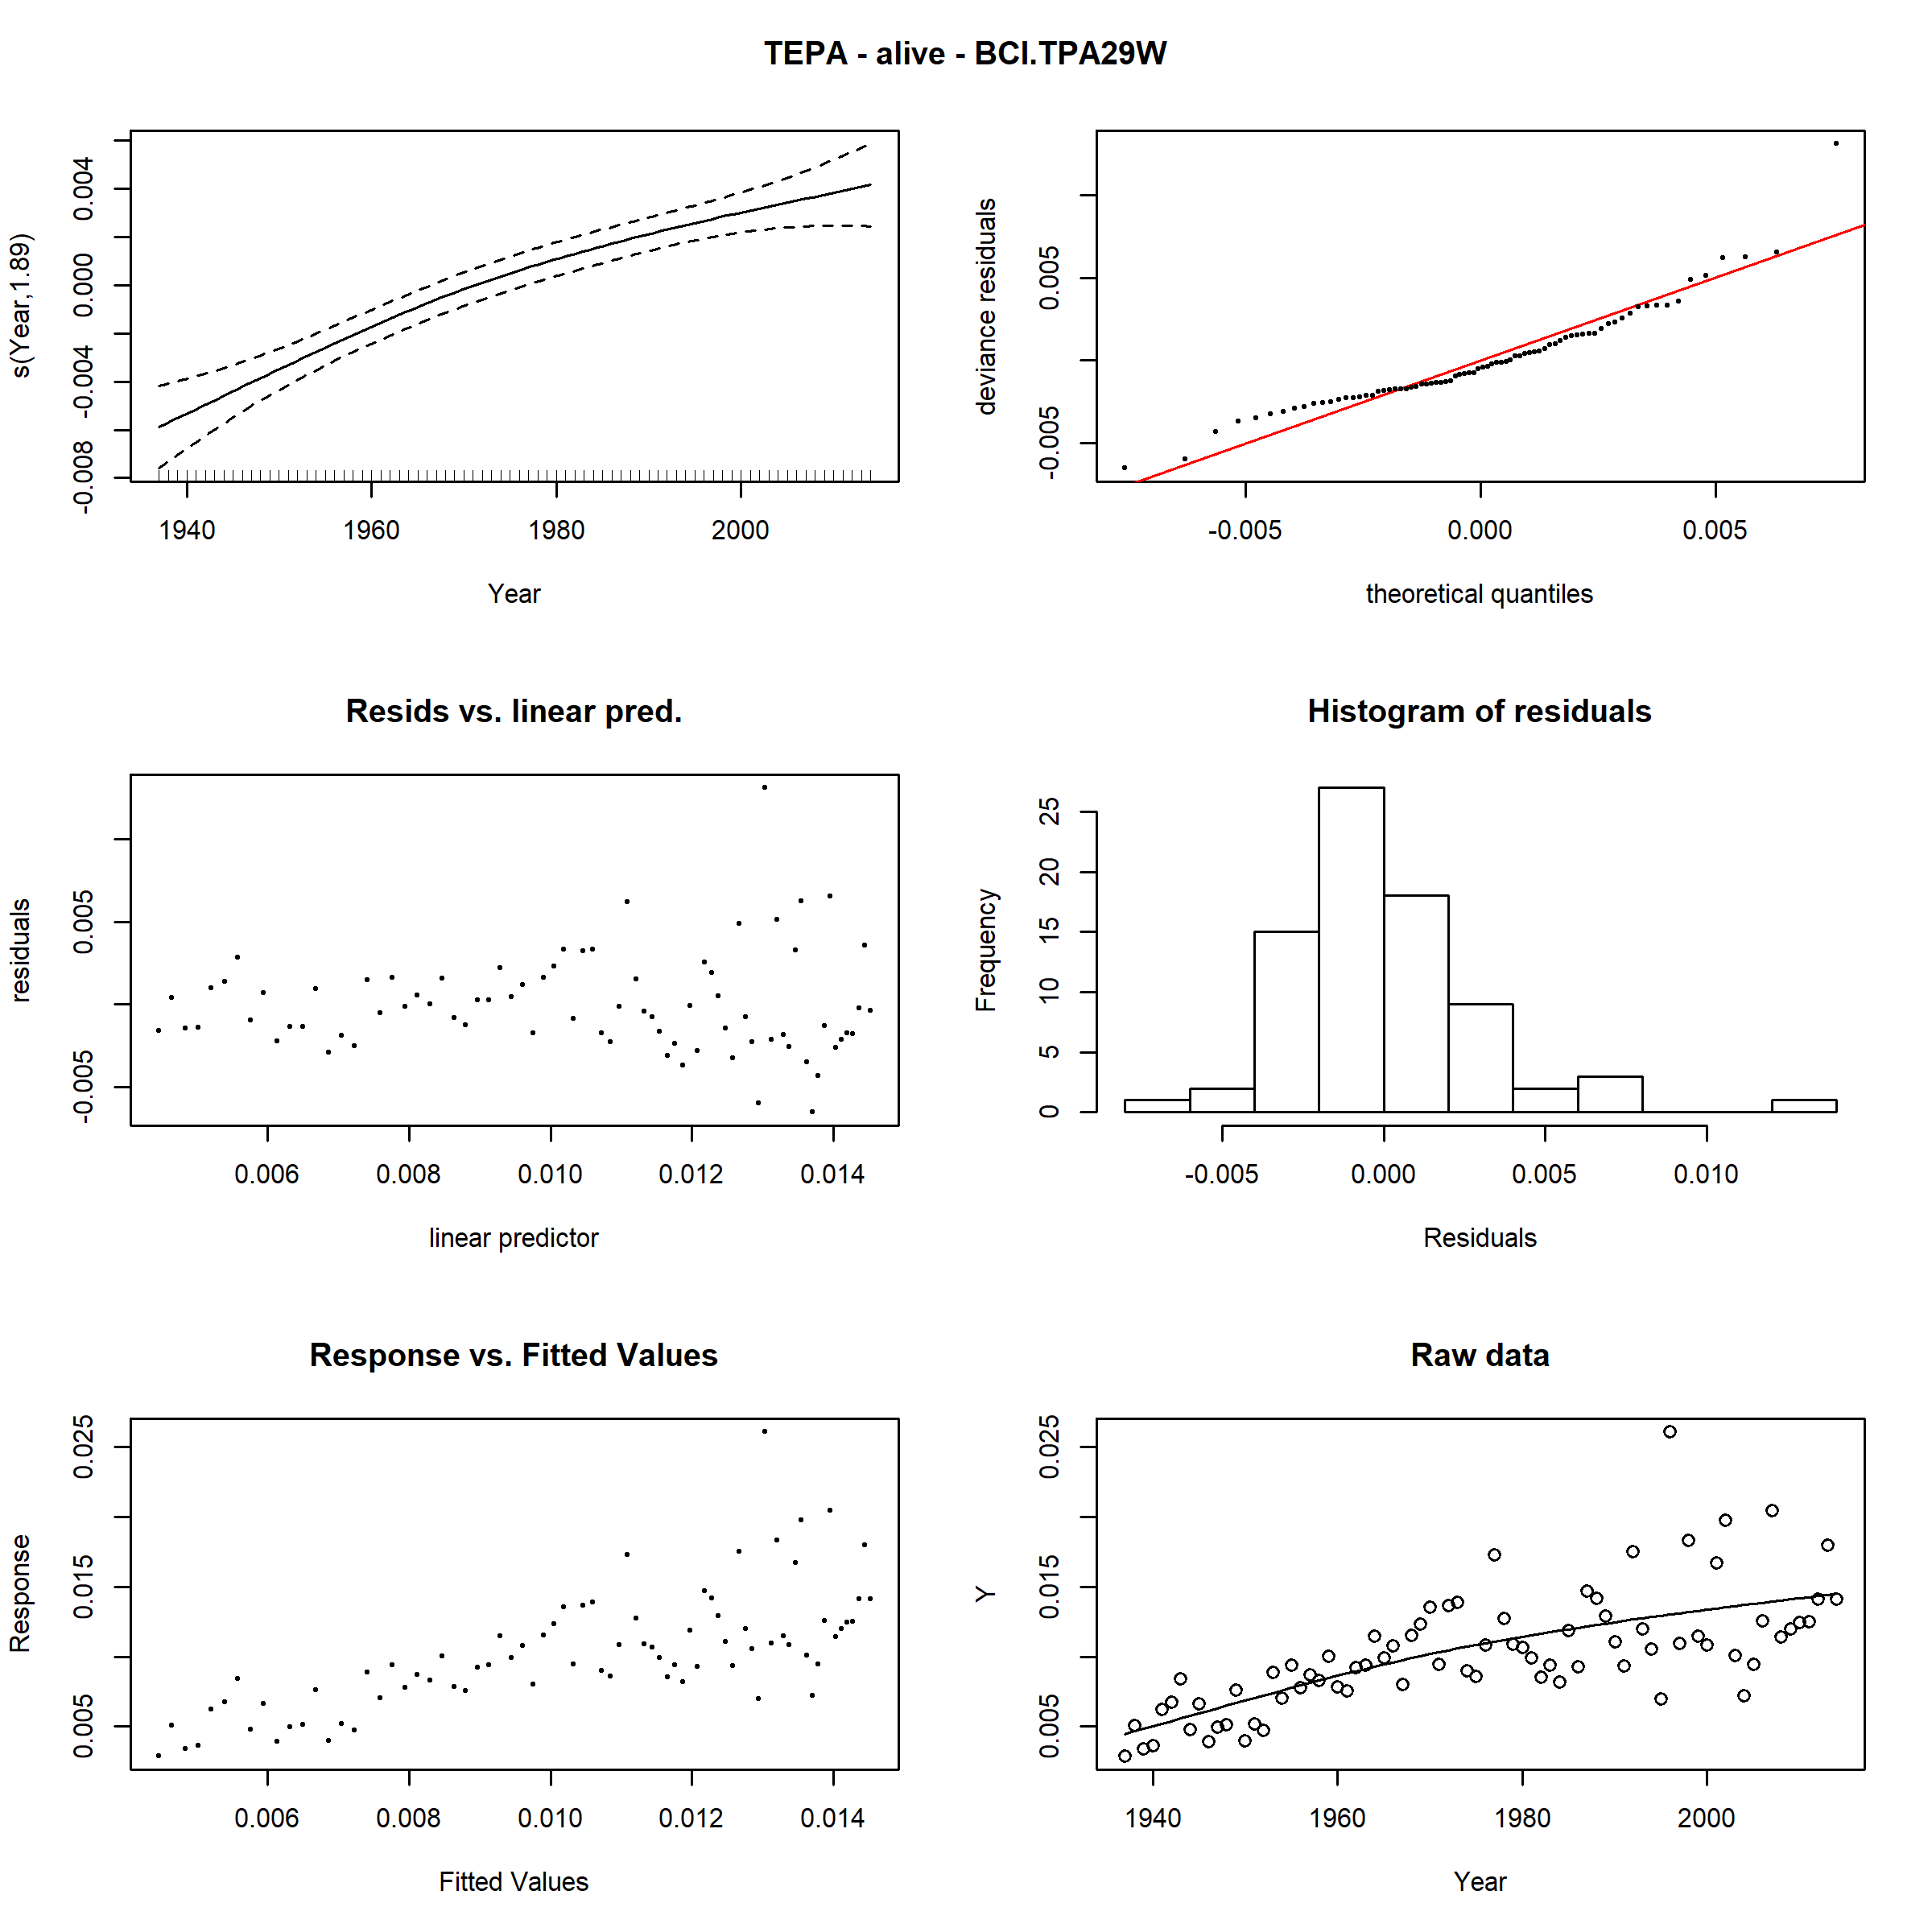 TEPA - alive - BCI.TPA29W
s(Year,1.89)
-0.008 -0.004 0.000 0.004
1940 1960 1980 2000
Year
deviance residuals
-0.005 0.005
-0.005 0.000 0.005
theoretical quantiles
Resids vs. linear pred.
residuals
-0.005 0.005
0.006 0.008 0.010 0.012 0.014
linear predictor
Histogram of residuals
Frequency
0 5 10 15 20 25
-0.005 0.000 0.005 0.010
Residuals
Response vs. Fitted Values
Response
0.005 0.015 0.025
0.006 0.008 0.010 0.012 0.014
Fitted Values
Raw data
Y
0.005 0.015 0.025
1940 1960 1980 2000
Year